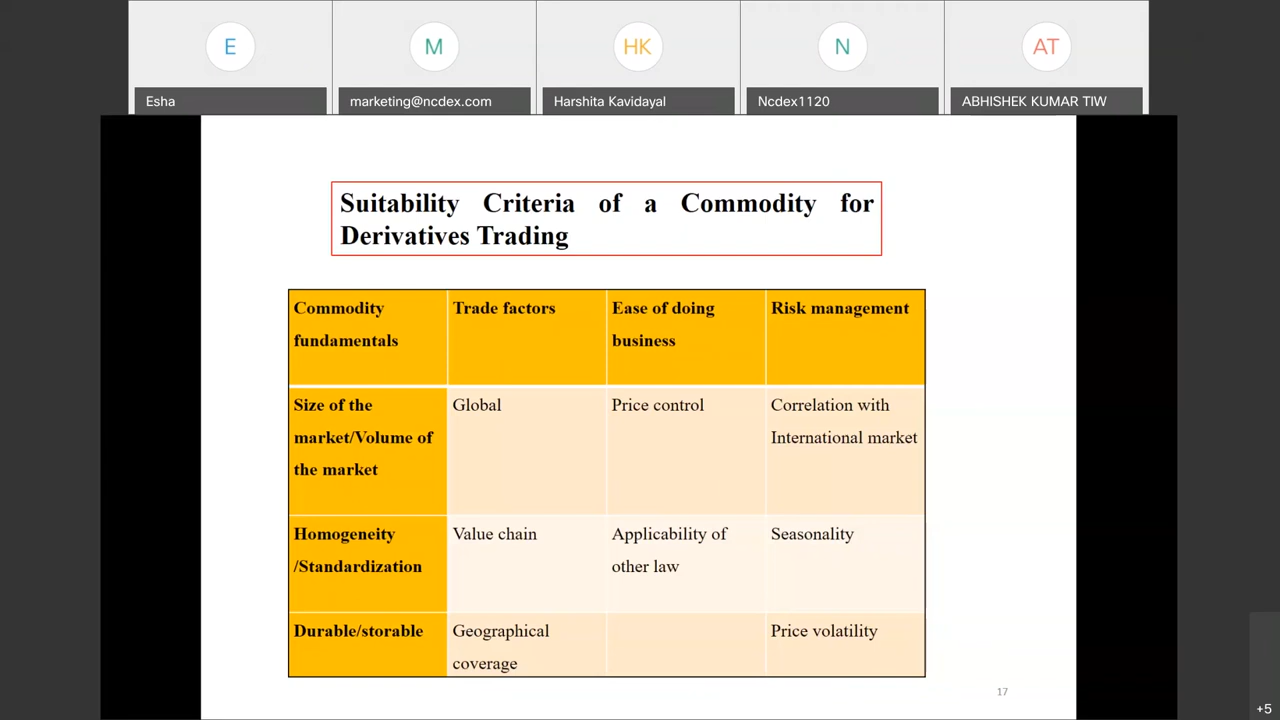 E
M
HK
N
AT
Esha
marketing@ncdex.com
Harshita Kavidayal
Ncdex1120
ABHISHEK KUMAR TIW
Suitability Criteria of a Commodity for
Derivatives Trading
Commodity
fundamentals
Trade factors
Ease of doing
business
Risk management
Size of the
market/Volume of
the market
Global
Price control
Correlation with
International market
Homogeneity
/Standardization
Value chain
Applicability of
other law
Seasonality
Durable/storable
Geographical
coverage
Price volatility
17
+5